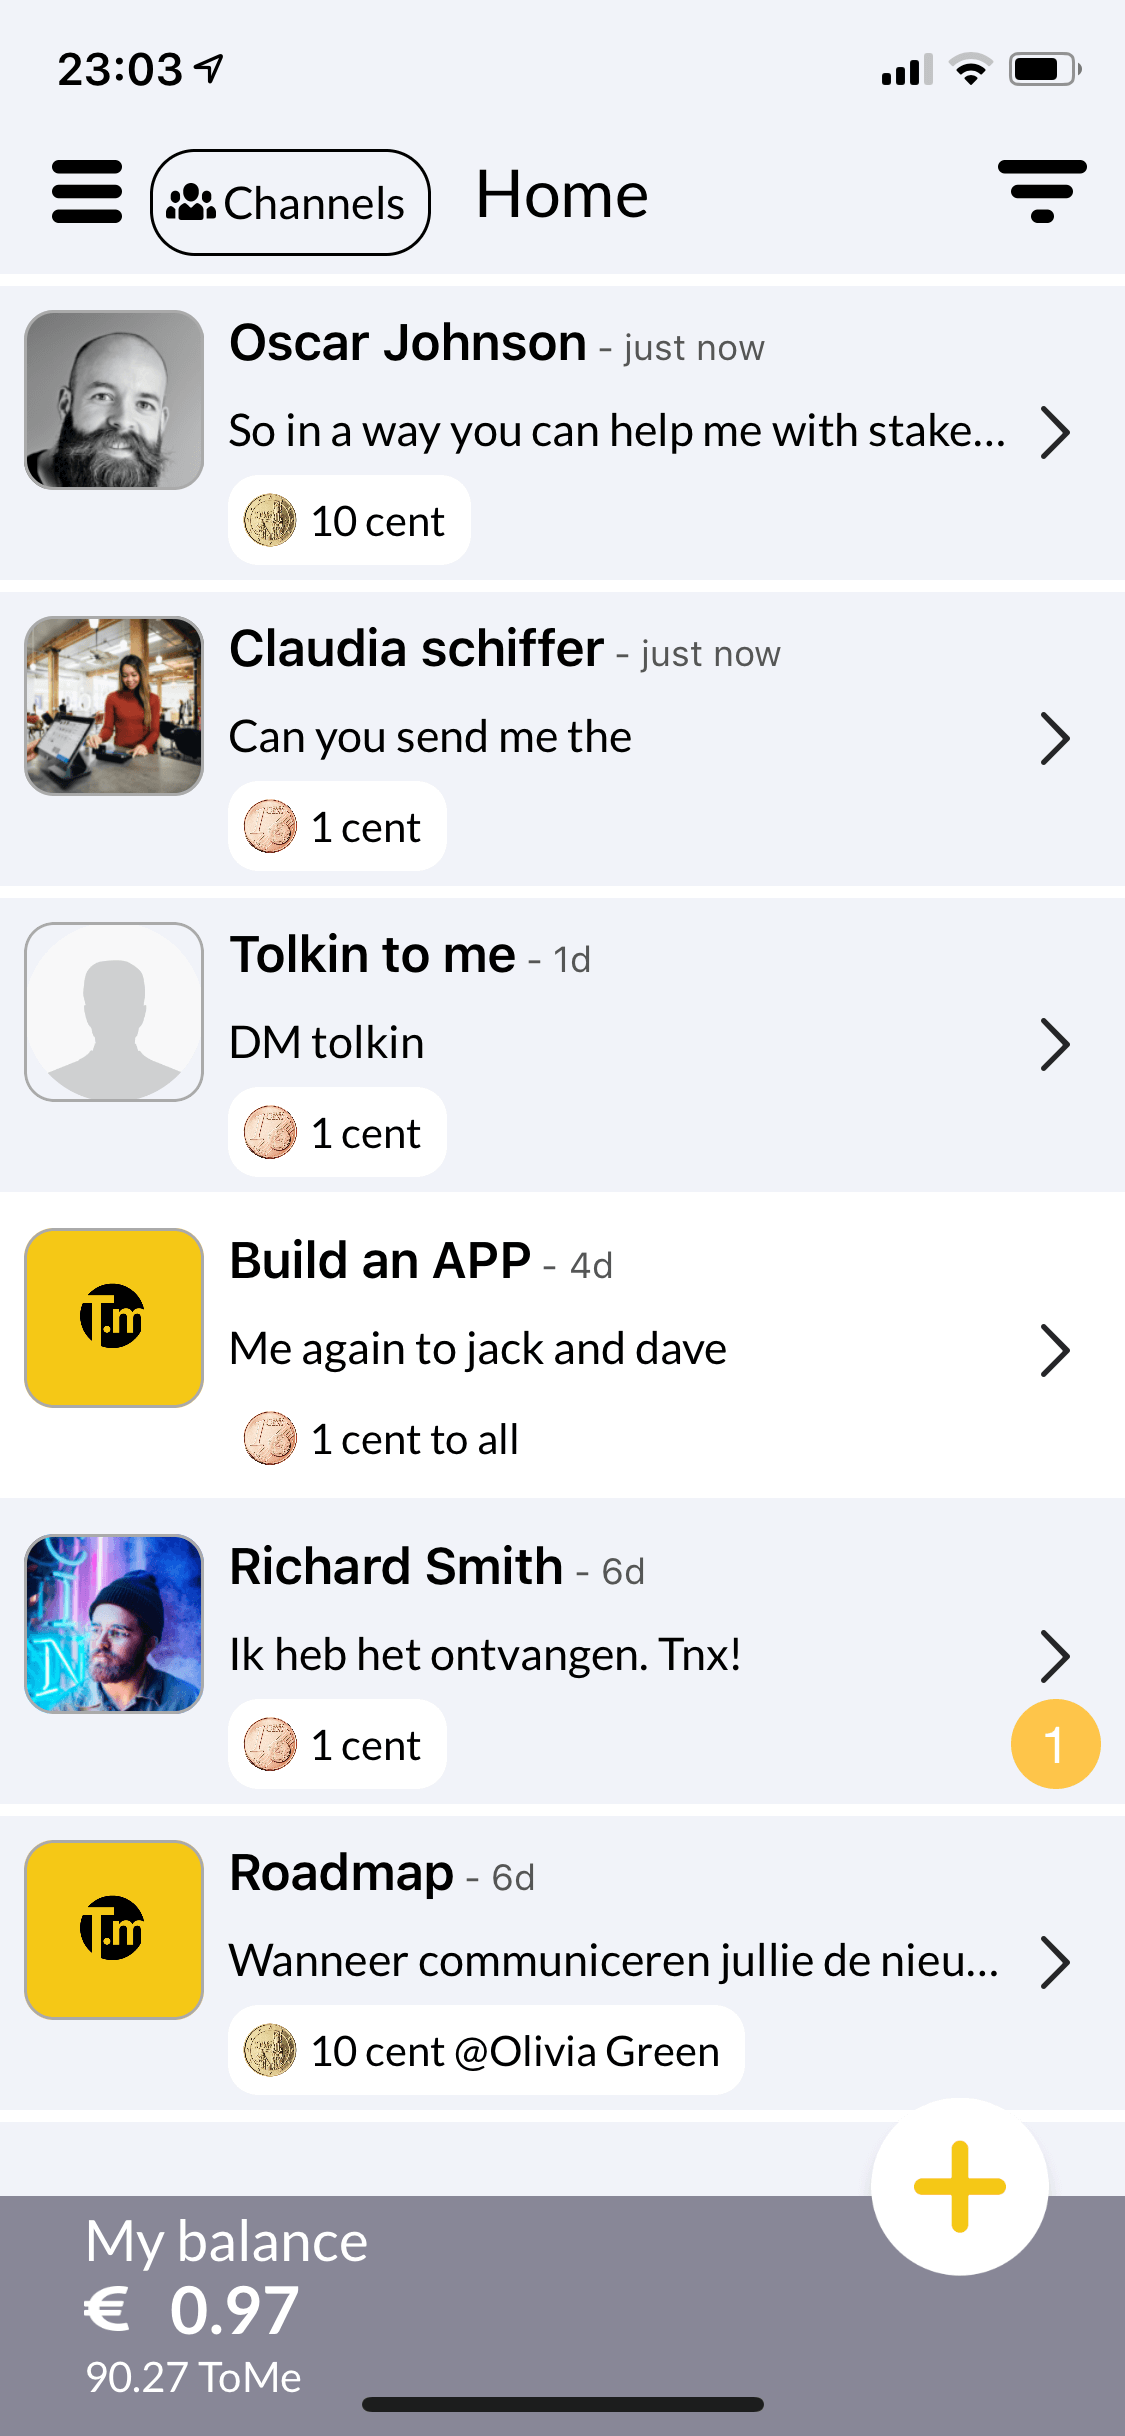 23:03
Channels
Home
Oscar Johnson - just now
So in a way you can help me with stake...
10 cent
Claudia schiffer - just now
Can you send me the
1 cent
Tolkin to me - 1d
DM tolkin
1 cent
T.m
Build an APP - 4d
Me again to jack and dave
1 cent to all
Richard Smith - 6d
Ik heb het ontvangen. Tnx!
1 cent
1
T.m
Roadmap - 6d
Wanneer communiceren jullie de nieu...
10 cent @Olivia Green
My balance
€ 0.97
90.27 ToMe